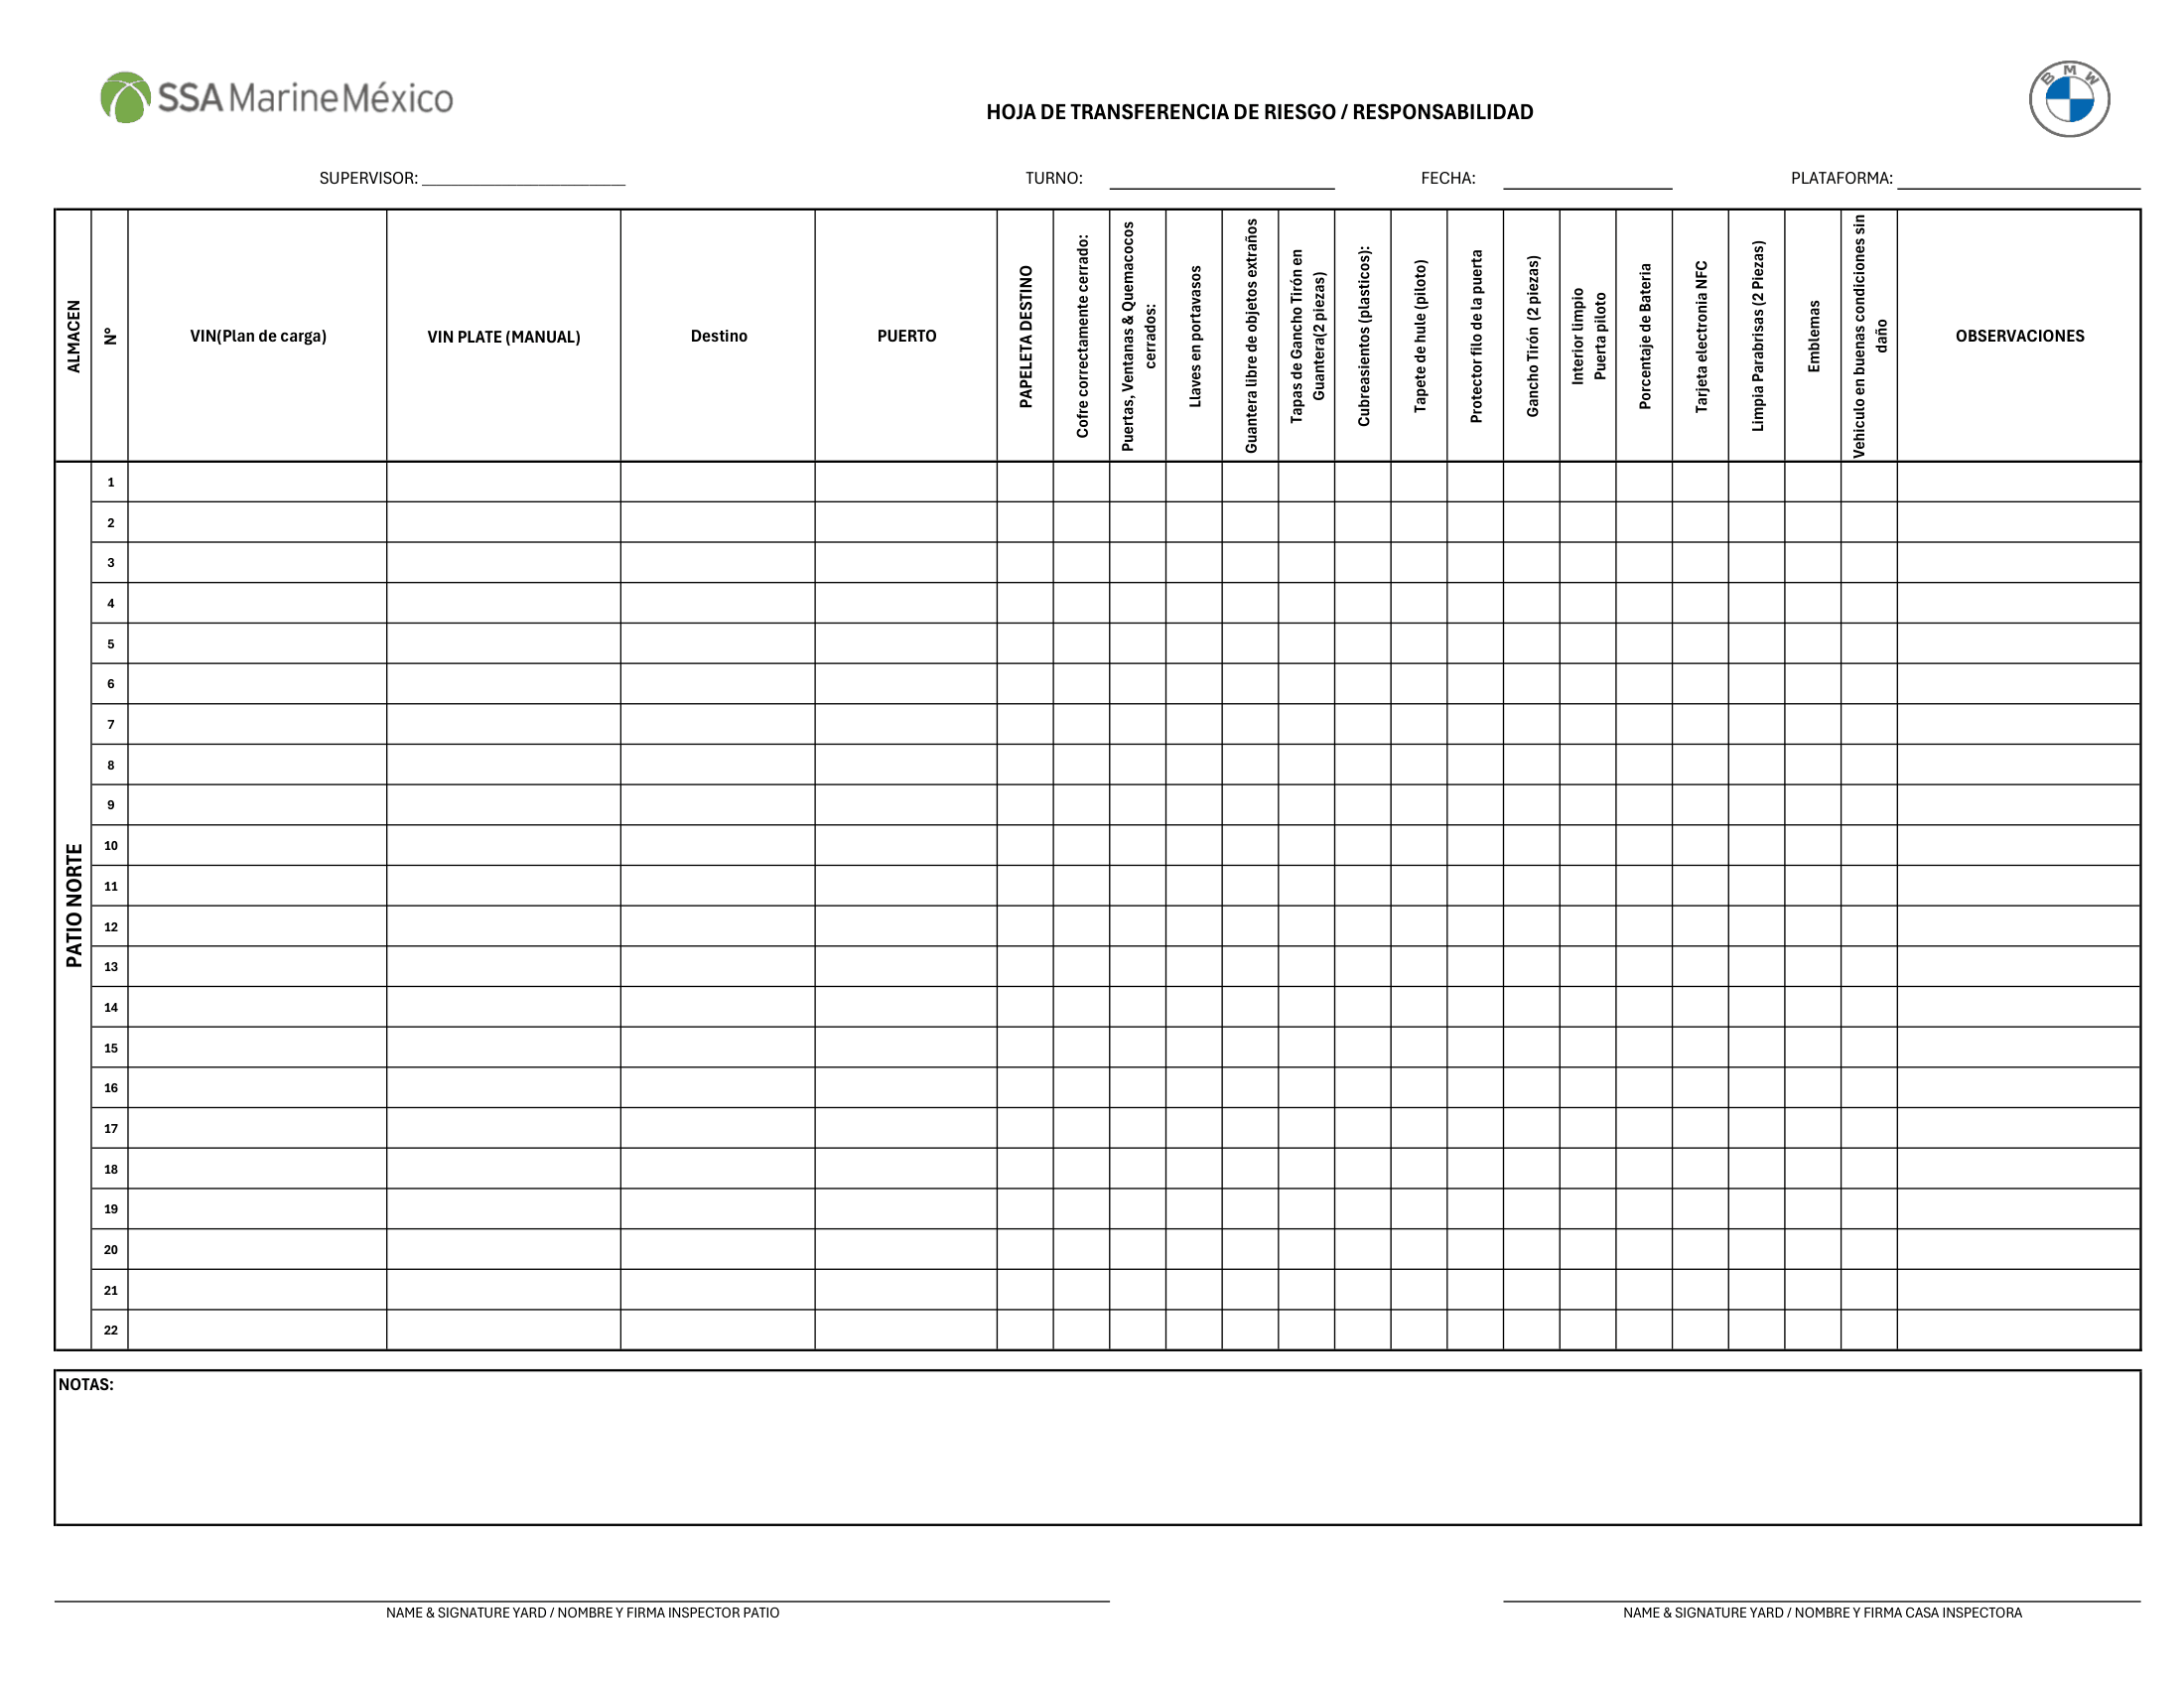 SSA Marine México
BMW
HOJA DE TRANSFERENCIA DE RIESGO / RESPONSABILIDAD
SUPERVISOR: ________________________ TURNO: FECHA: PLATAFORMA:
ALMACEN
N°
VIN(Plan de carga)
VIN PLATE (MANUAL)
Destino
PUERTO
PAPELETA DESTINO
Cofre correctamente cerrado:
Puertas, Ventanas & Quemacocos
cerrados:
Llaves en portavasos
Guantera libre de objetos extraños
Tapas de Gancho Tirón en
Guantera(2 piezas)
Cubreasientos (plasticos):
Tapete de hule (piloto)
Protector filo de la puerta
Gancho Tirón (2 piezas)
Interior limpio
Puerta piloto
Porcentaje de Bateria
Tarjeta electronia NFC
Limpia Parabrisas (2 Piezas)
Emblemas
Vehiculo en buenas condiciones sin
daño
OBSERVACIONES
PATIO NORTE
1
2
3
4
5
6
7
8
9
10
11
12
13
14
15
16
17
18
19
20
21
22
NOTAS:
NAME & SIGNATURE YARD / NOMBRE Y FIRMA INSPECTOR PATIO
NAME & SIGNATURE YARD / NOMBRE Y FIRMA CASA INSPECTORA